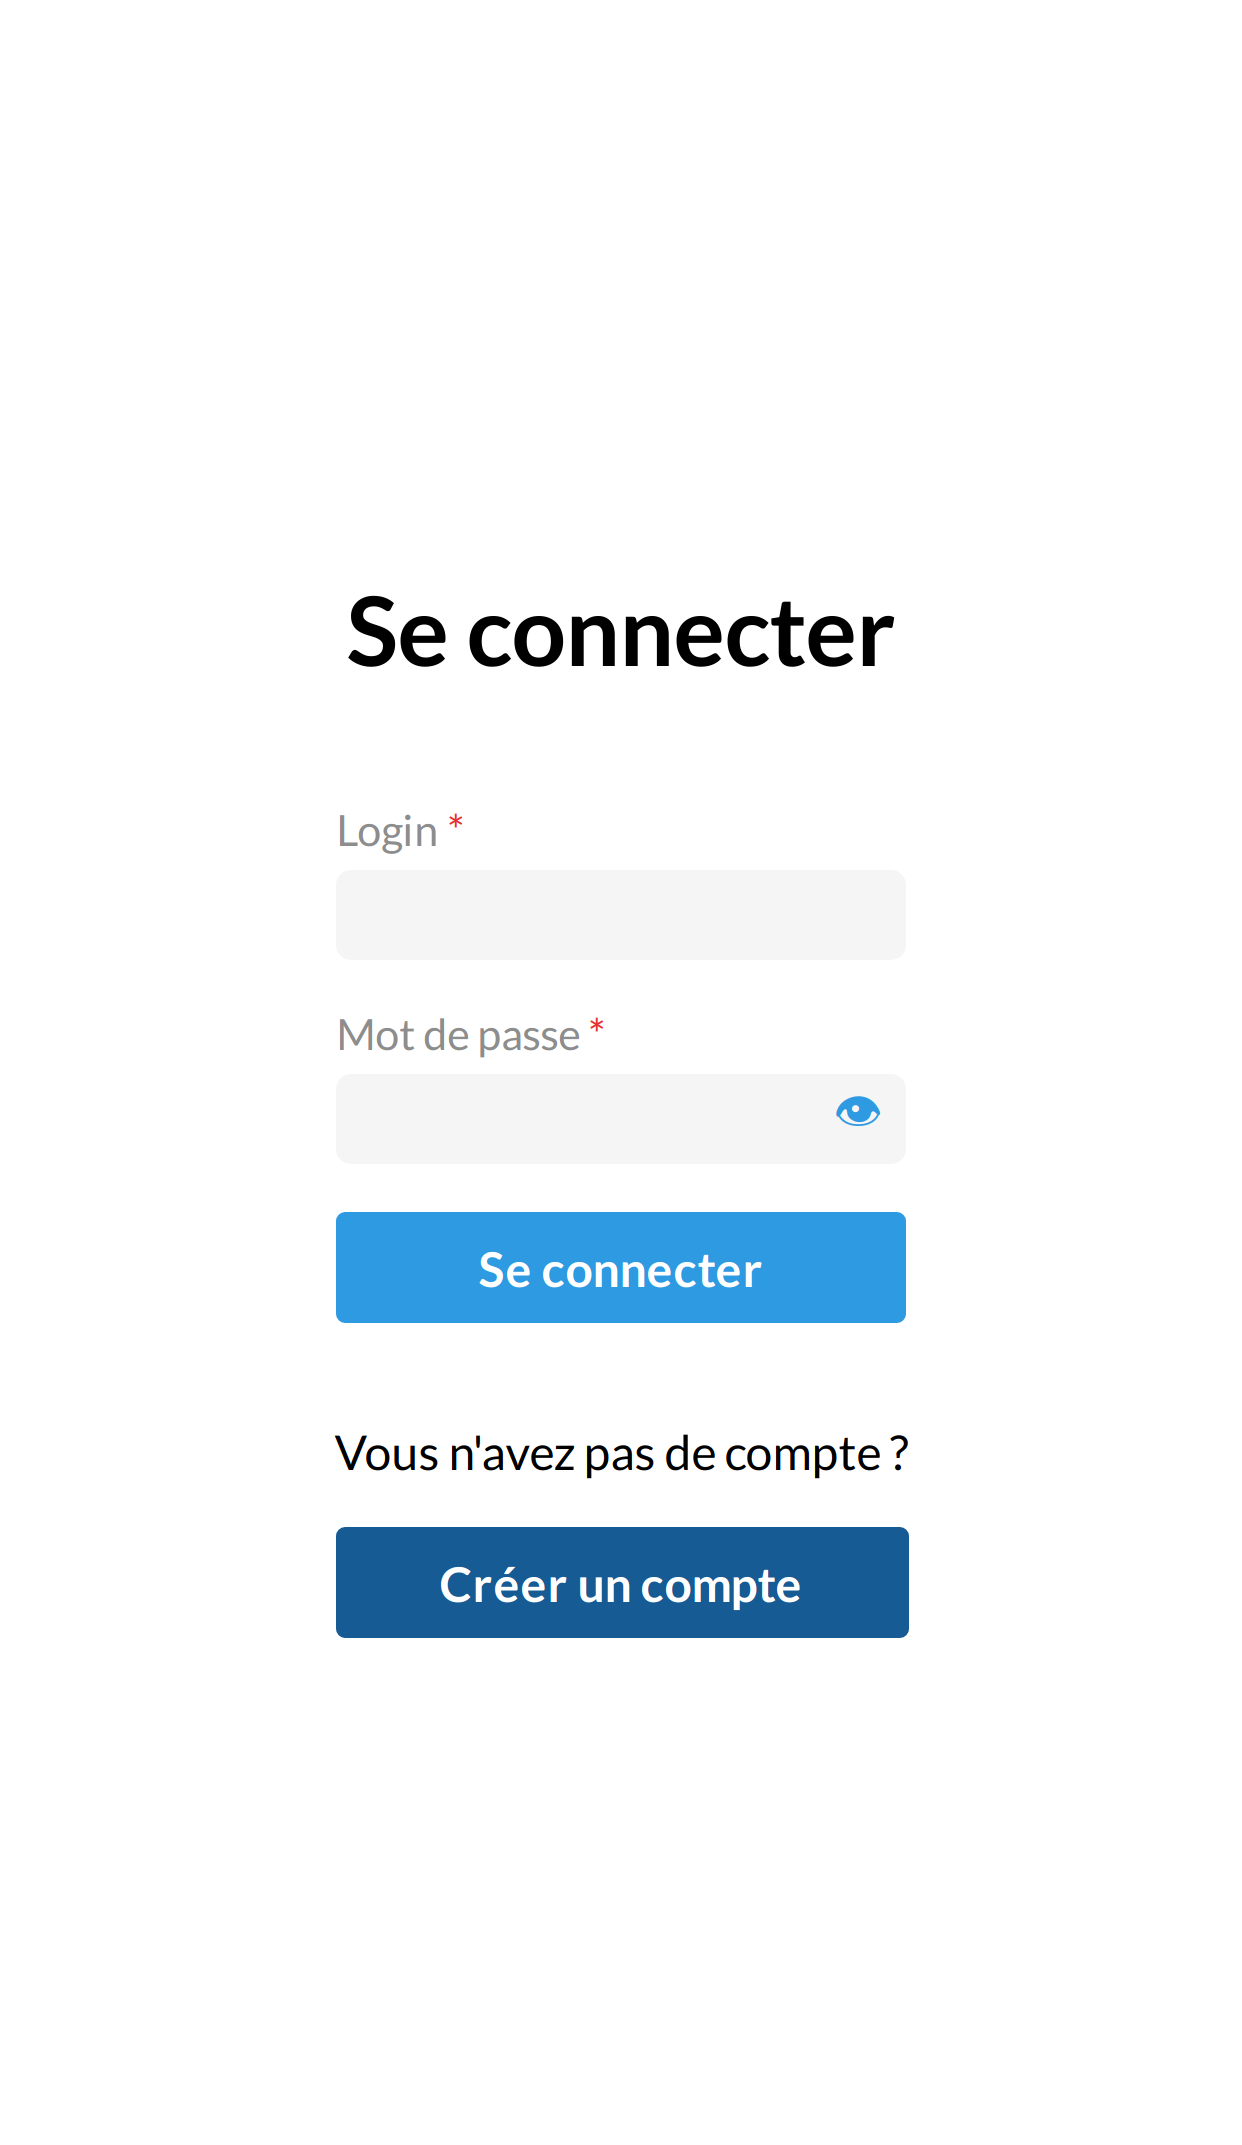 Se connecter
Login *
Mot de passe *
Se connecter
Vous n'avez pas de compte ?
Créer un compte